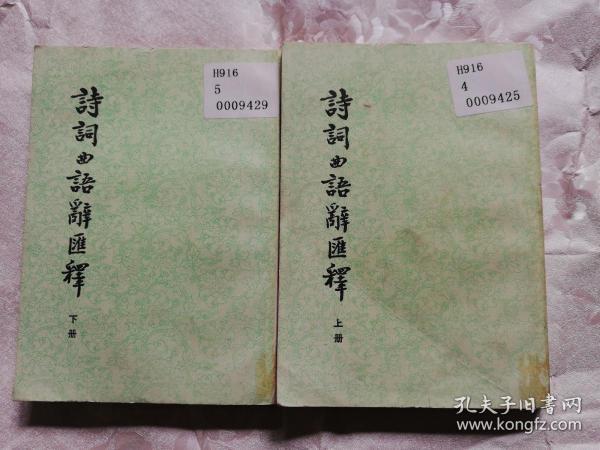 H916
5
0009429
詩詞曲語辭匯釋
下册
H916
4
0009425
詩詞曲語辭匯釋
上册
孔夫子旧书网
www.kongfz.com